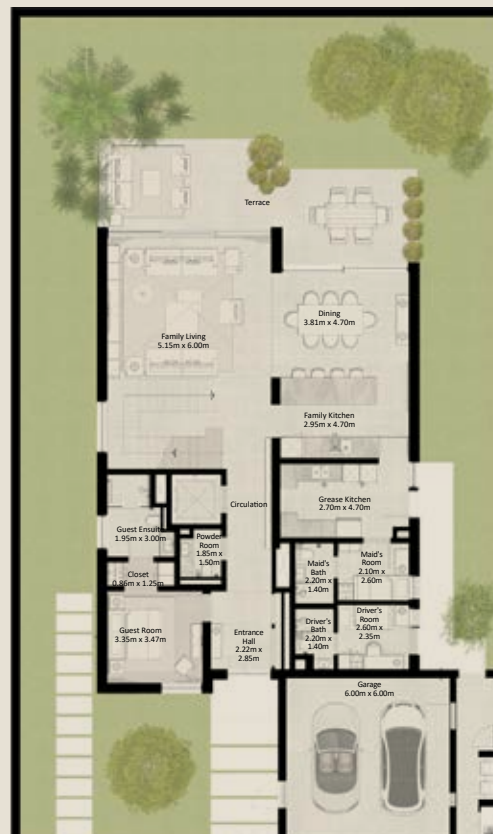 Terrace
Dining
3.81m x 4.70m
Family Living
5.15m x 6.00m
Family Kitchen
2.95m x 4.70m
Grease Kitchen
2.70m x 4.70m
Circulation
Guest Ensuite
1.95m x 3.00m
Powder
Room
1.85m x
1.50m
Closet
0.86m x 1.25m
Maid's
Bath
2.20m x
1.40m
Maid's
Room
2.10m x
2.60m
Guest Room
3.35m x 3.47m
Entrance
Hall
2.22m x
2.85m
Driver's
Bath
2.20m x
1.40m
Driver's
Room
2.60m x
2.35m
Garage
6.00m x 6.00m